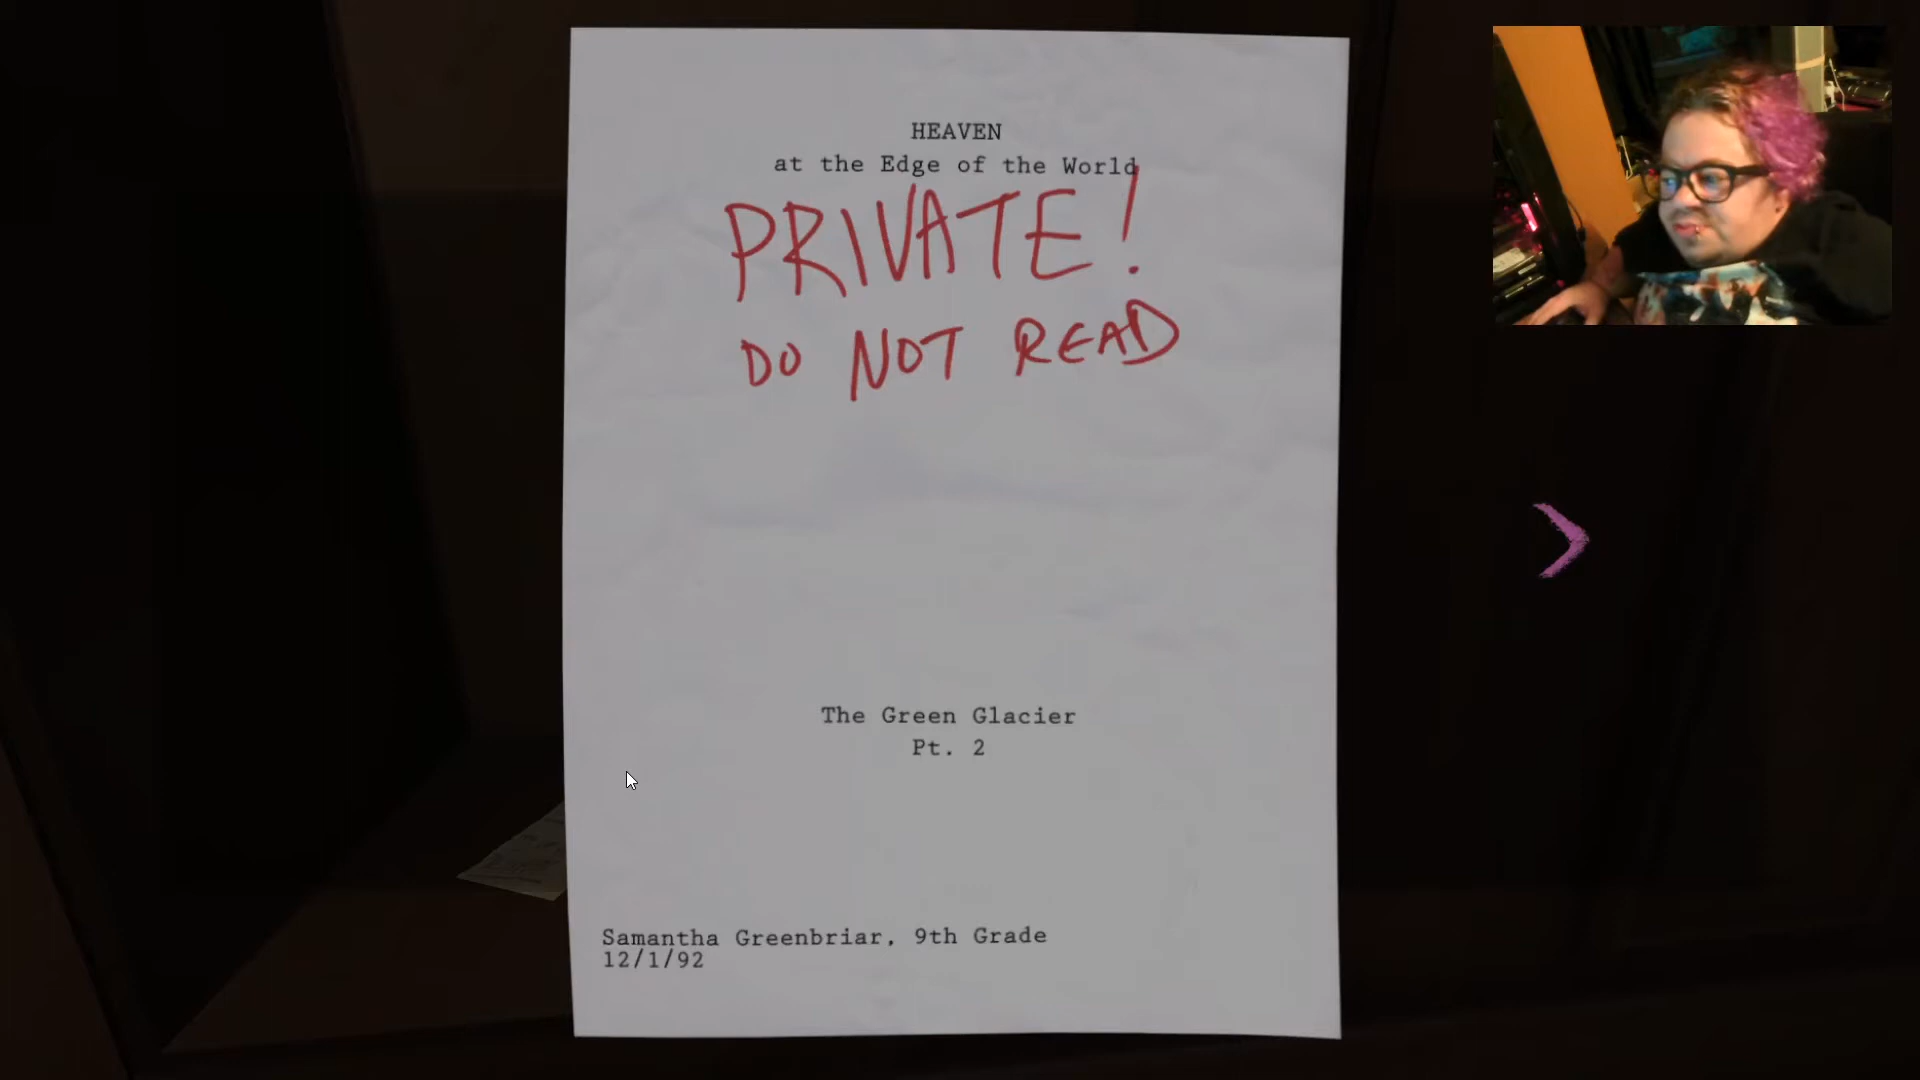 HEAVEN
at the Edge of the World
PRIVATE!
DO NOT READ
The Green Glacier
Pt. 2
Samantha Greenbriar, 9th Grade
12/1/92